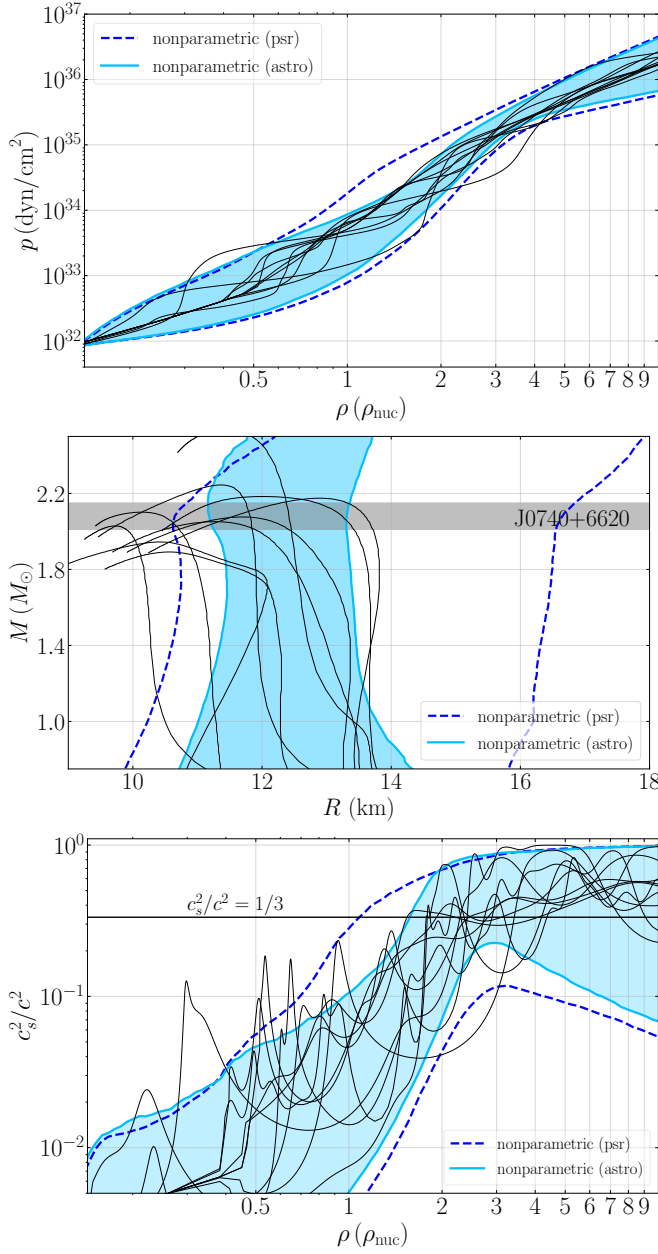 10^37
10^36
10^35
10^34
10^33
10^32
p (dyn/cm^2)
nonparametric (psr)
nonparametric (astro)
0.5 1 2 3 4 5 6 7 8 9
ρ (ρ_nuc)
2.2
1.8
1.4
1.0
M (M_⊙)
J0740+6620
nonparametric (psr)
nonparametric (astro)
10 12 14 16 18
R (km)
10^0
10^−1
10^−2
c_s^2/c^2
c_s^2/c^2 = 1/3
nonparametric (psr)
nonparametric (astro)
0.5 1 2 3 4 5 6 7 8 9
ρ (ρ_nuc)